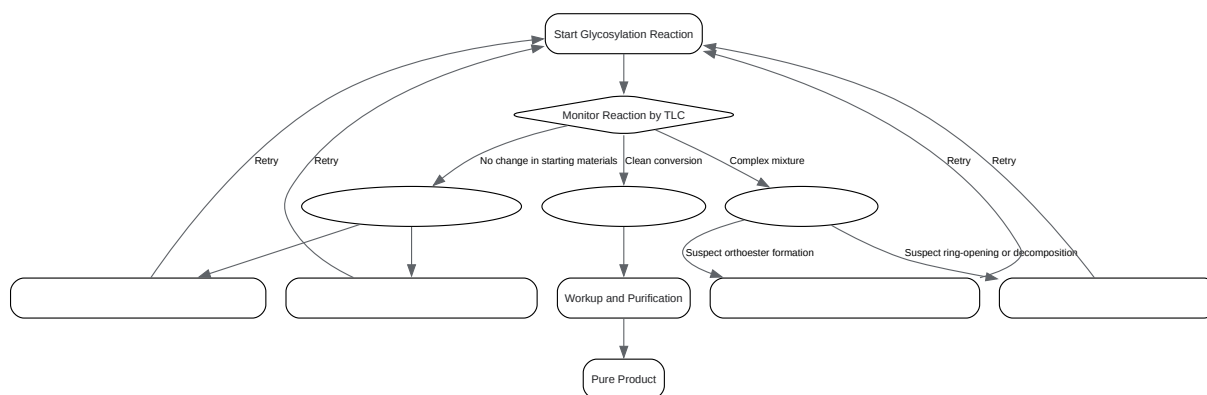 Start Glycosylation Reaction
Monitor Reaction by TLC
Retry
Retry
No change in starting materials
Clean conversion
Complex mixture
Retry
Retry
Suspect orthoester formation
Suspect ring-opening or decomposition
Workup and Purification
Pure Product